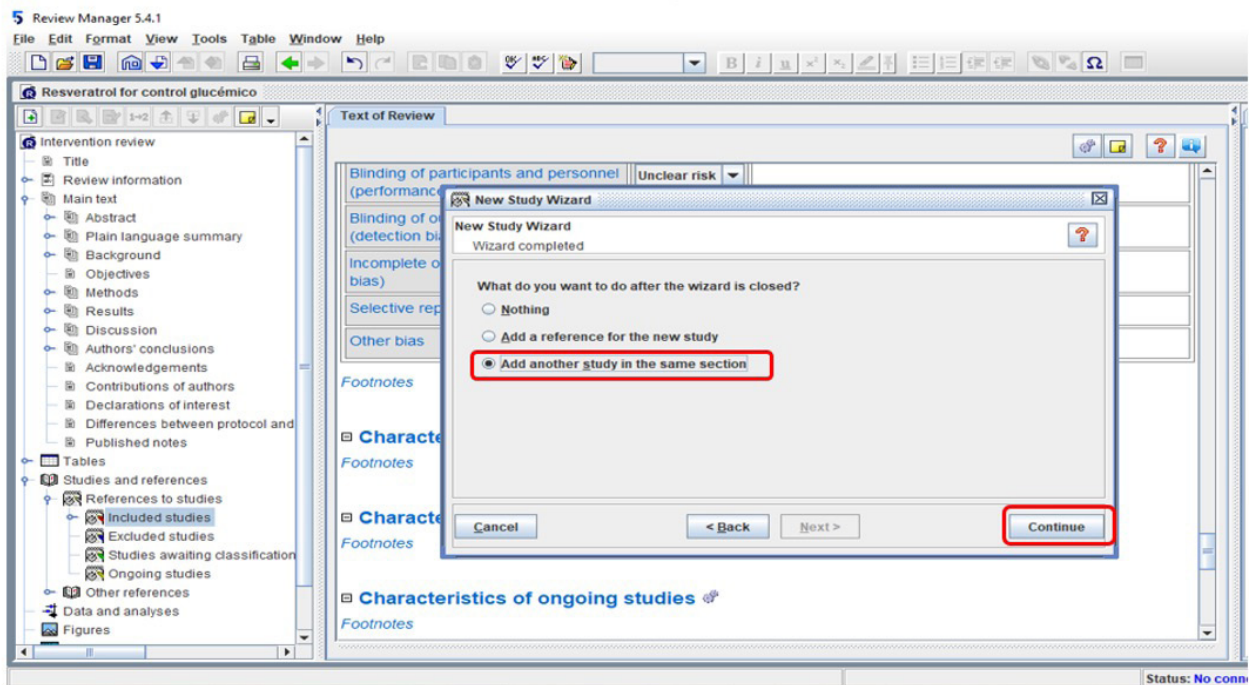 Review Manager 5.4.1
File Edit Format View Tools Table Window Help
B i u x² x₂ Ω
Resveratrol for control glucémico
1→2
Text of Review
Intervention review
Title
Review information
Main text
Abstract
Plain language summary
Background
Objectives
Methods
Results
Discussion
Authors' conclusions
Acknowledgements
Contributions of authors
Declarations of interest
Differences between protocol and
Published notes
Tables
Studies and references
References to studies
Included studies
Excluded studies
Studies awaiting classification
Ongoing studies
Other references
Data and analyses
Figures
Blinding of participants and personnel
(performance
Unclear risk
Blinding of o
(detection bi
Incomplete o
bias)
Selective rep
Other bias
Footnotes
Characte
Footnotes
Characte
Footnotes
Characteristics of ongoing studies
Footnotes
New Study Wizard
New Study Wizard
Wizard completed
?
What do you want to do after the wizard is closed?
Nothing
Add a reference for the new study
Add another study in the same section
Cancel
< Back
Next >
Continue
Status: No conne